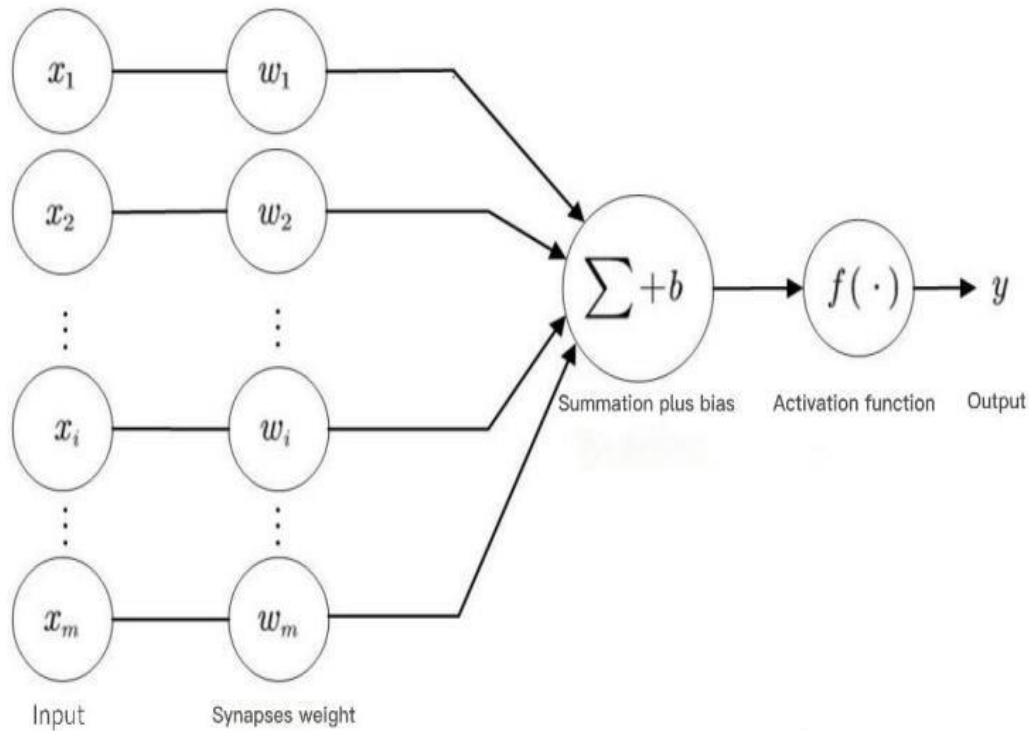 x₁ w₁
x₂ w₂
∑ +b f(·) y
Summation plus bias Activation function Output
xᵢ wᵢ
xₘ wₘ
Input Synapses weight